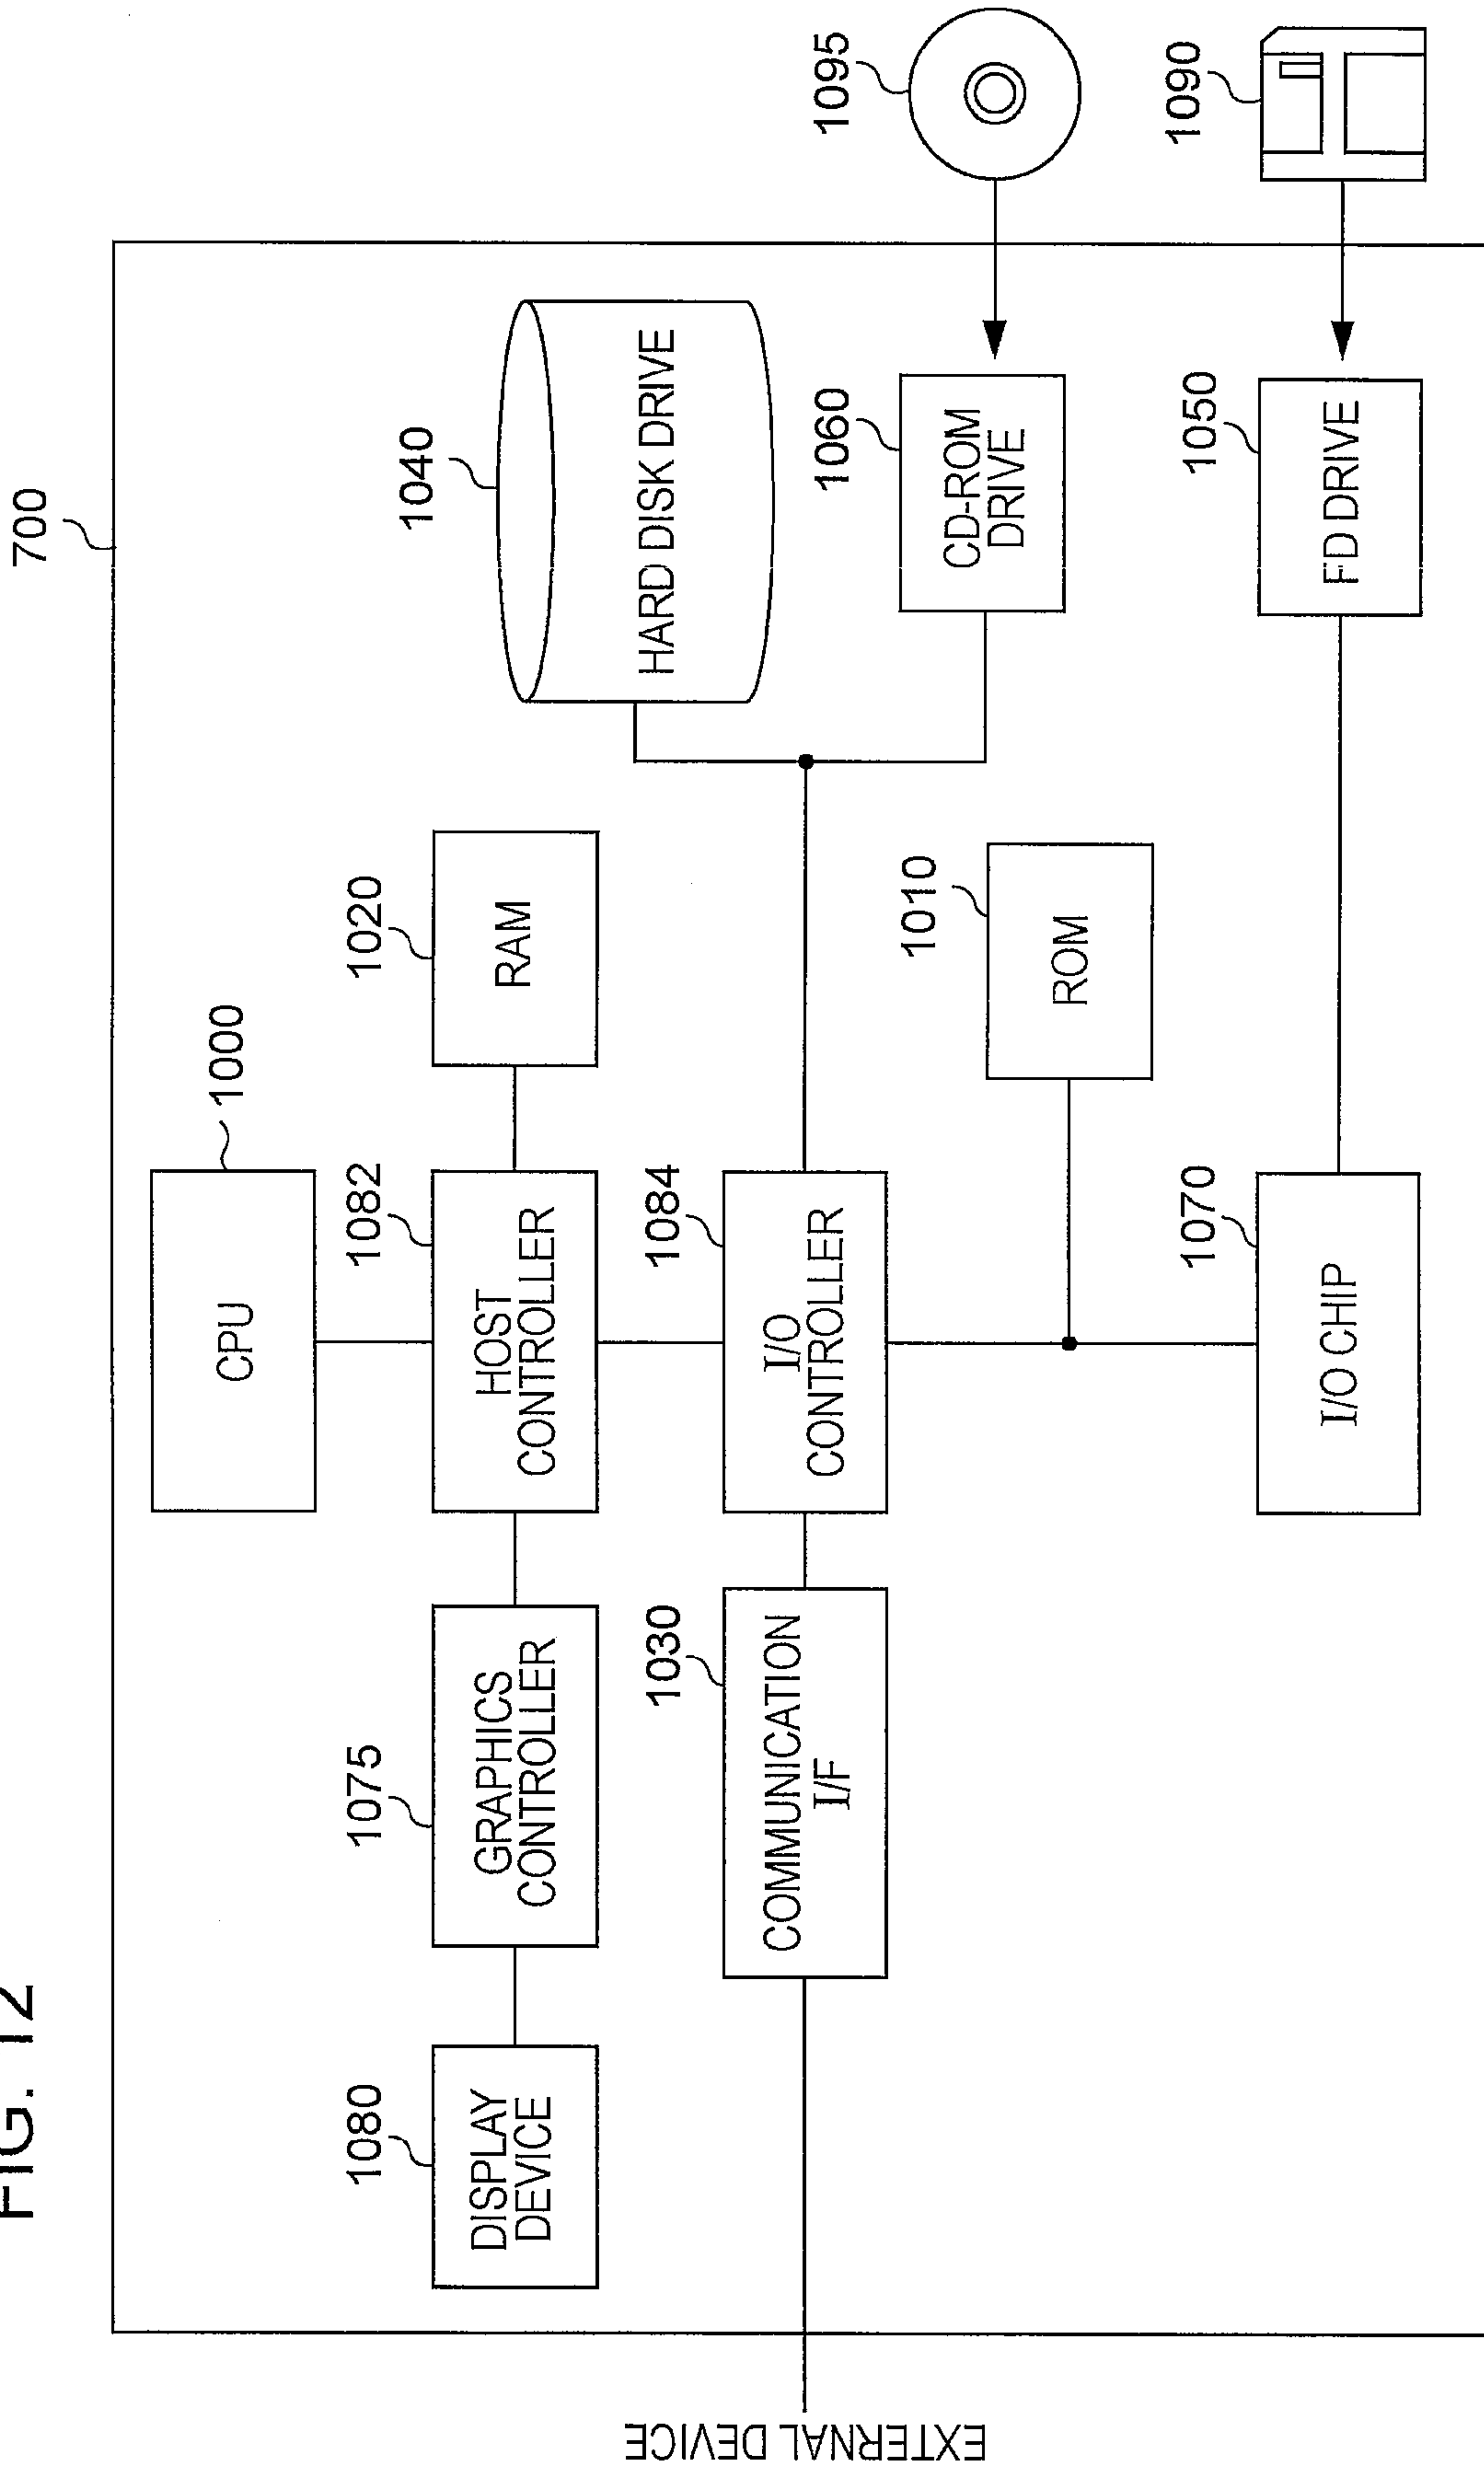 FIG. 12
700
CPU
1000
1082
HOST
CONTROLLER
1020
RAM
1075
GRAPHICS
CONTROLLER
1080
DISPLAY
DEVICE
1040
HARD DISK DRIVE
1084
I/O
CONTROLLER
1030
COMMUNICATION
I/F
EXTERNAL DEVICE
1060
CD-ROM
DRIVE
1095
1010
ROM
1070
I/O CHIP
1050
FD DRIVE
1090